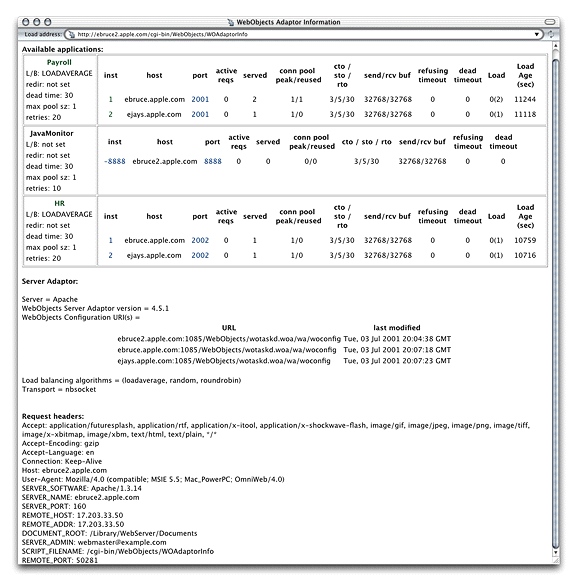 WebObjects Adaptor Information
Load address: http://ebruce2.apple.com/cgi-bin/WebObjects/WOAdaptorInfo
Available applications:
Payroll
L/B: LOADAVERAGE
redir: not set
dead time: 30
max pool sz: 1
retries: 20
inst host port active reqs served conn pool peak/reused cto / sto / rto send/rcv buf refusing timeout dead timeout Load Load Age (sec)
1 ebruce.apple.com 2001 0 2 1/1 3/5/30 32768/32768 0 0 0(2) 11244
2 ejays.apple.com 2001 0 1 1/0 3/5/30 32768/32768 0 0 0(1) 11118
JavaMonitor
L/B: not set
redir: not set
dead time: 30
max pool sz: 1
retries: 10
inst host port active reqs served conn pool peak/reused cto / sto / rto send/rcv buf refusing timeout dead timeout
-8888 ebruce2.apple.com 8888 0 0 0/0 3/5/30 32768/32768 0 0
HR
L/B: LOADAVERAGE
redir: not set
dead time: 30
max pool sz: 1
retries: 20
inst host port active reqs served conn pool peak/reused cto / sto / rto send/rcv buf refusing timeout dead timeout Load Load Age (sec)
1 ebruce.apple.com 2002 0 1 1/0 3/5/30 32768/32768 0 0 0(1) 10759
2 ejays.apple.com 2002 0 1 1/0 3/5/30 32768/32768 0 0 0(1) 10716
Server Adaptor:
Server = Apache
WebObjects Server Adaptor version = 4.5.1
WebObjects Configuration URI(s) =
URL last modified
ebruce2.apple.com:1085/WebObjects/wotaskd.woa/wa/woconfig Tue, 03 Jul 2001 20:04:38 GMT
ebruce.apple.com:1085/WebObjects/wotaskd.woa/wa/woconfig Tue, 03 Jul 2001 20:07:18 GMT
ejays.apple.com:1085/WebObjects/wotaskd.woa/wa/woconfig Tue, 03 Jul 2001 20:07:23 GMT
Load balancing algorithms = (loadaverage, random, roundrobin)
Transport = nbsocket
Request headers:
Accept: application/futuresplash, application/rtf, application/x-itool, application/x-shockwave-flash, image/gif, image/jpeg, image/png, image/tiff,
image/x-xbitmap, image/xbm, text/html, text/plain, */*
Accept-Encoding: gzip
Accept-Language: en
Connection: Keep-Alive
Host: ebruce2.apple.com
User-Agent: Mozilla/4.0 (compatible; MSIE 5.5; Mac_PowerPC; OmniWeb/4.0)
SERVER_SOFTWARE: Apache/1.3.14
SERVER_NAME: ebruce2.apple.com
SERVER_PORT: 160
REMOTE_HOST: 17.203.33.50
REMOTE_ADDR: 17.203.33.50
DOCUMENT_ROOT: /Library/WebServer/Documents
SERVER_ADMIN: webmaster@example.com
SCRIPT_FILENAME: /cgi-bin/WebObjects/WOAdaptorInfo
REMOTE_PORT: 50281